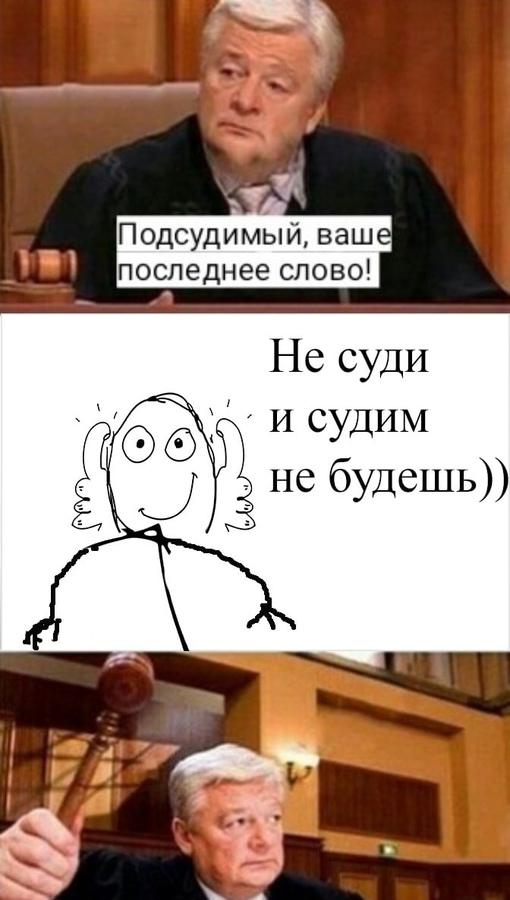 Подсудимый, ваше
последнее слово!
Не суди
и судим
не будешь))